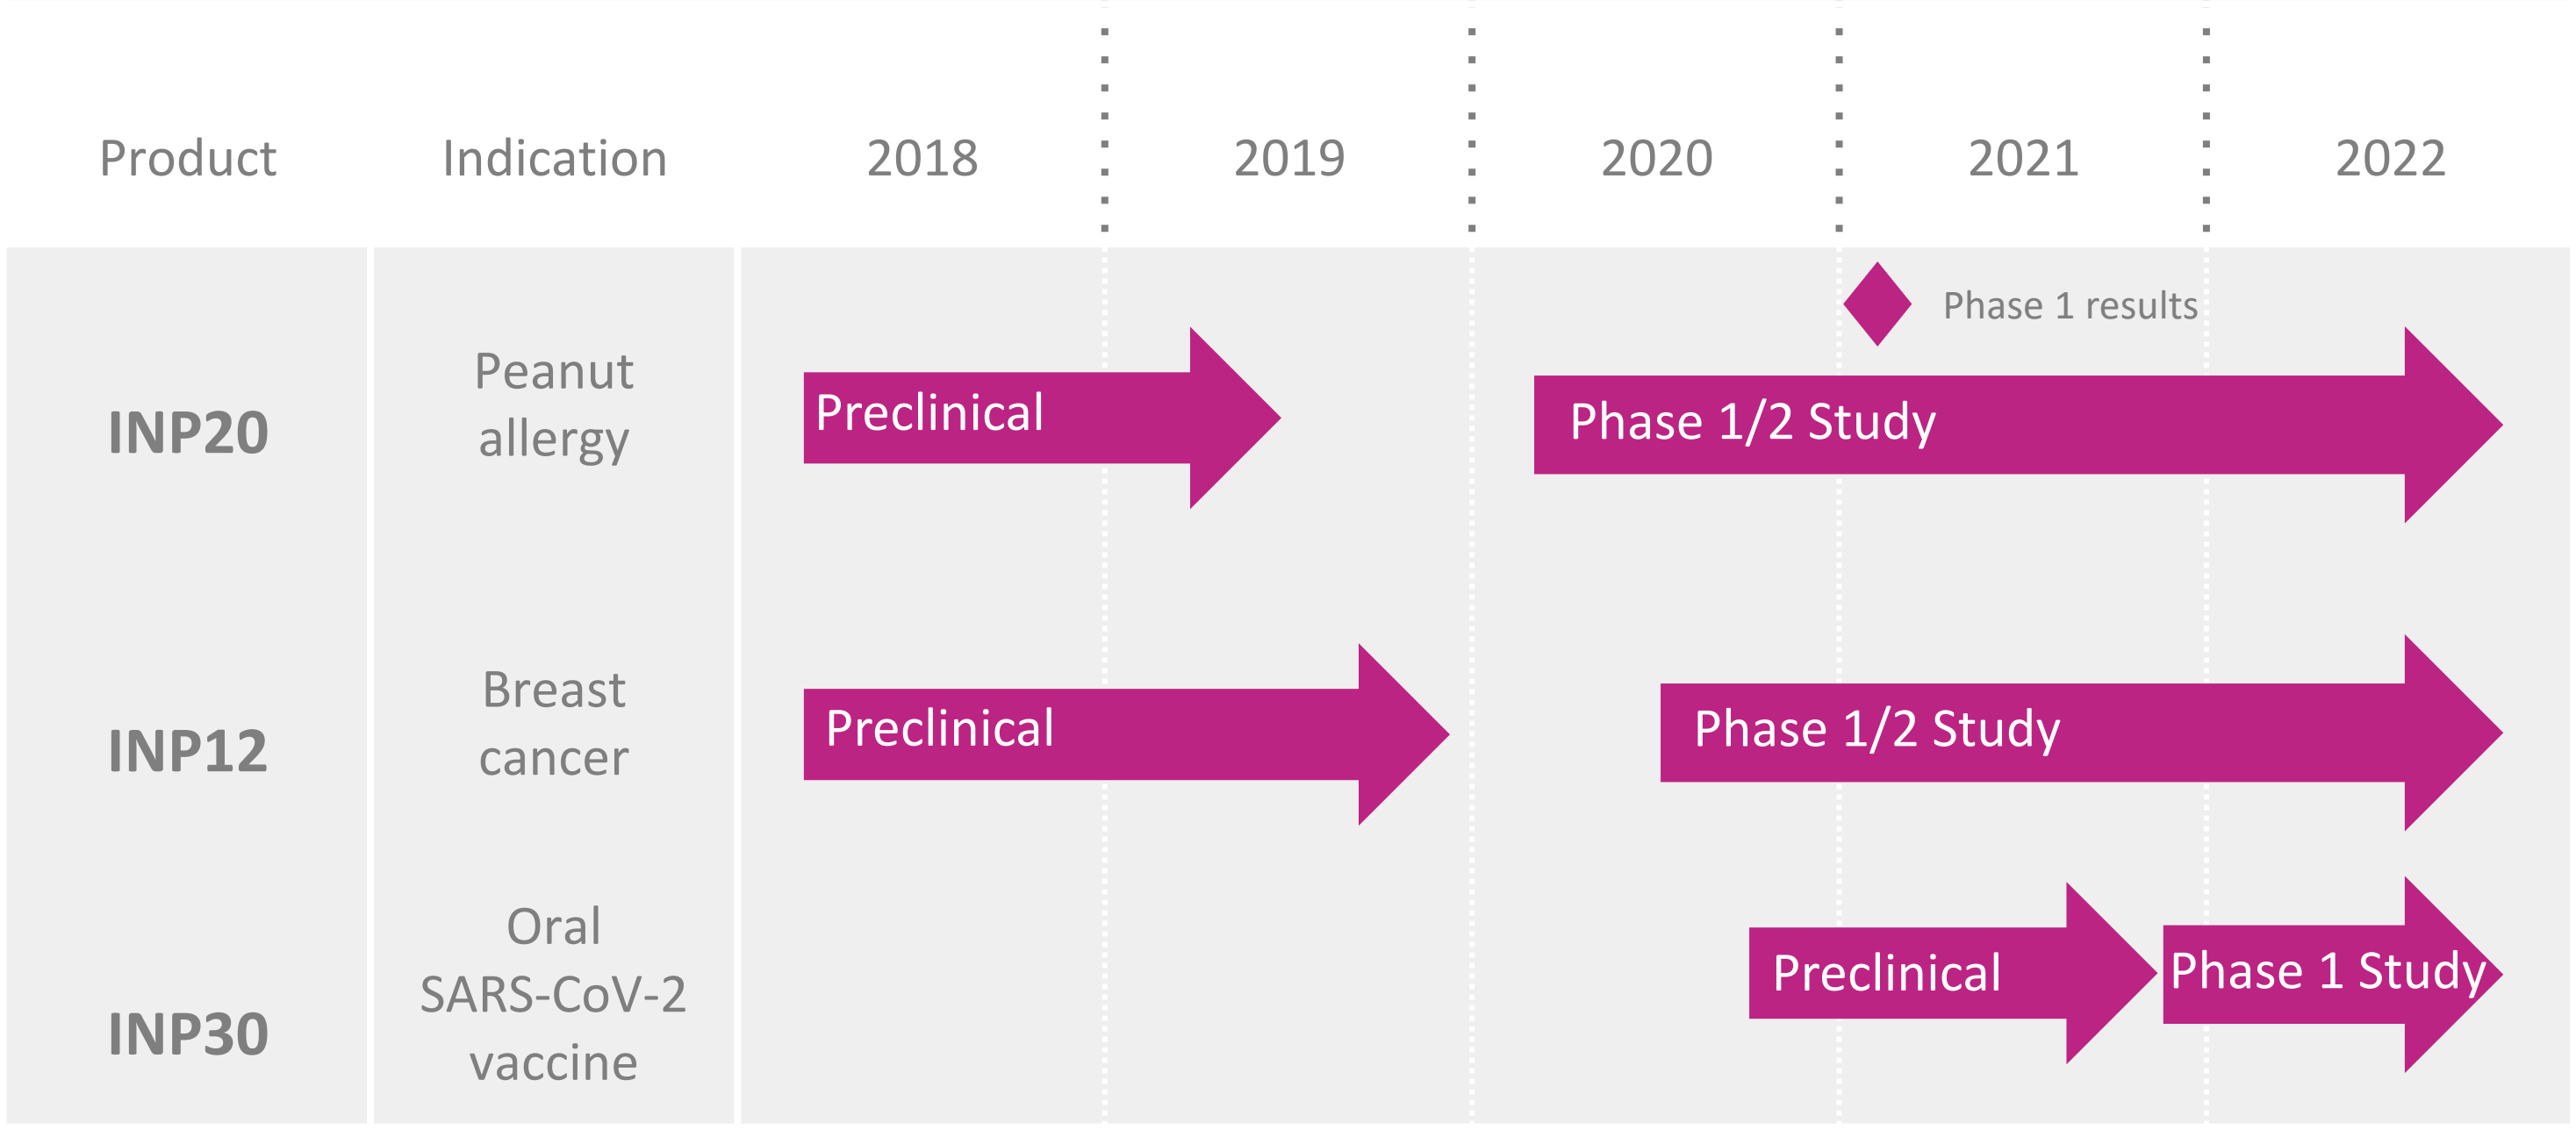 Product Indication 2018 2019 2020 2021 2022
Phase 1 results
INP20
Peanut
allergy
Preclinical
Phase 1/2 Study
INP12
Breast
cancer
Preclinical
Phase 1/2 Study
INP30
Oral
SARS-CoV-2
vaccine
Preclinical
Phase 1 Study